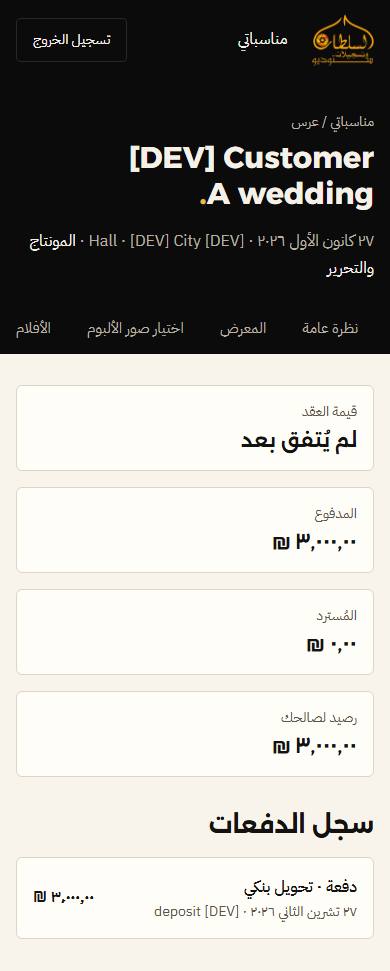 السلطان
مناسباتي
تسجيل الخروج
مناسباتي / عرس
[DEV] Customer
A wedding.
٢٧ كانون الأول ٢٠٢٦ · [DEV] Hall · [DEV] City · المونتاج
والتحرير
نظرة عامة
المعرض
اختيار صور الألبوم
الأفلام
قيمة العقد
لم يُتفق بعد
المدفوع
٣,٠٠٠,٠٠ ₪
المُسترد
٠,٠٠ ₪
رصيد لصالحك
٣,٠٠٠,٠٠ ₪
سجل الدفعات
دفعة · تحويل بنكي
٣,٠٠٠,٠٠ ₪
٢٧ تشرين الثاني ٢٠٢٦ · [DEV] deposit